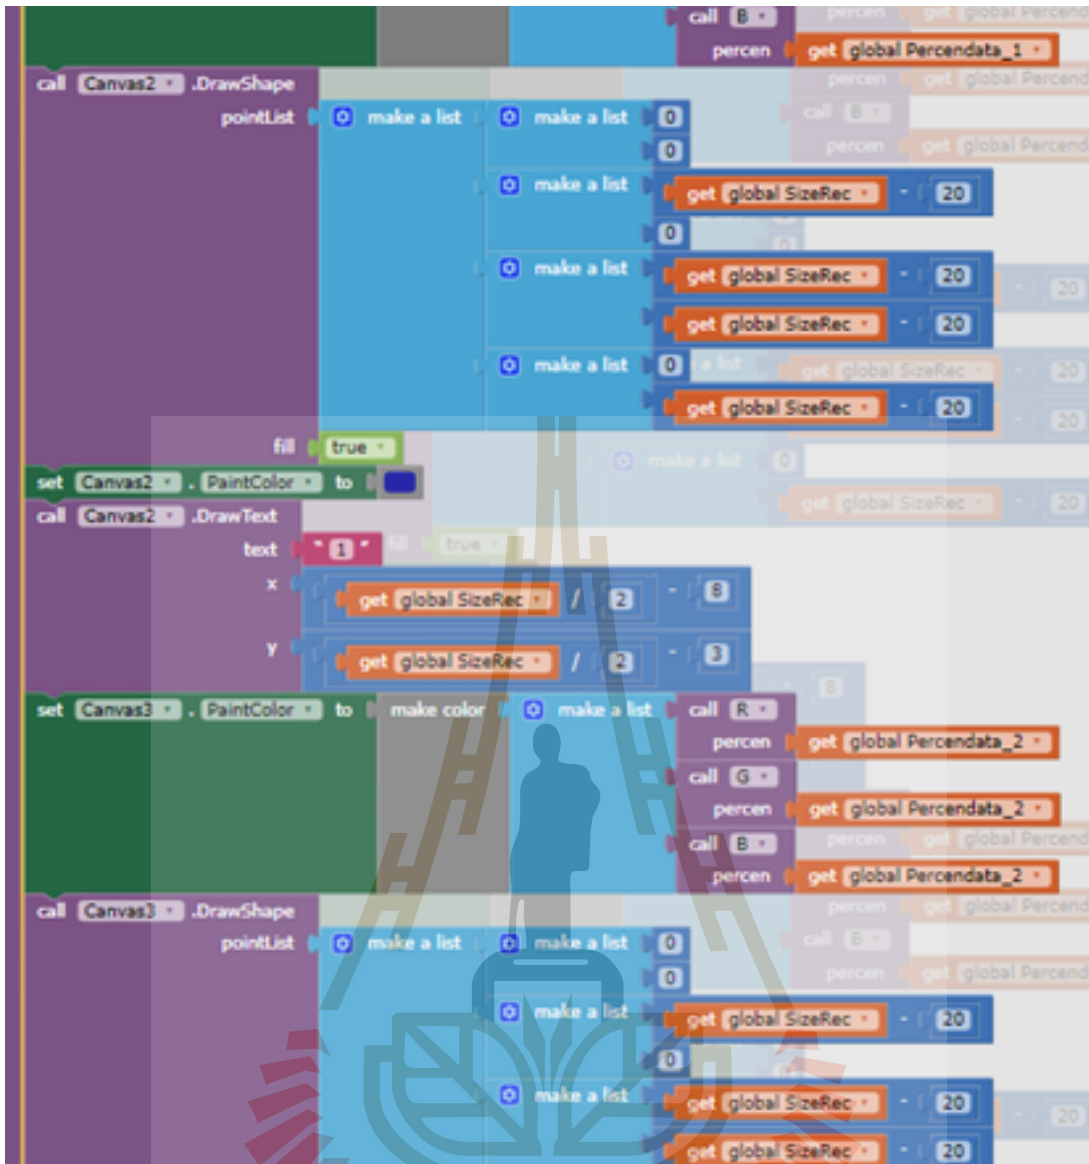 call B
percen get global Percendata_1
call Canvas2 .DrawShape
pointList make a list make a list 0
0
make a list get global SizeRec - 20
0
make a list get global SizeRec - 20
get global SizeRec - 20
make a list 0
get global SizeRec - 20
fill true
set Canvas2 . PaintColor to
call Canvas2 .DrawText
text " 1 "
x get global SizeRec / 2 - 8
y get global SizeRec / 2 - 3
set Canvas3 . PaintColor to make color make a list call R
percen get global Percendata_2
call G
percen get global Percendata_2
call B
percen get global Percendata_2
call Canvas3 .DrawShape
pointList make a list make a list 0
0
make a list get global SizeRec - 20
0
make a list get global SizeRec - 20
get global SizeRec - 20